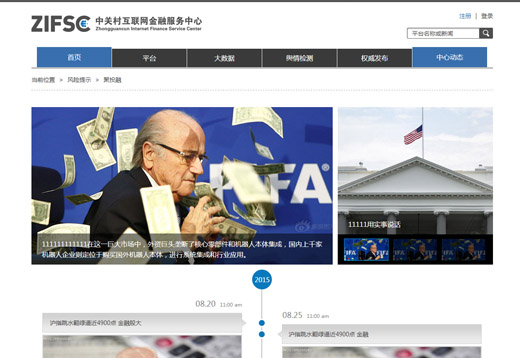 ZIFSC 中关村互联网金融服务中心
Zhongguancun Internet Finance Service Center
注册 | 登录
平台名称或新闻
首页 平台 大数据 舆情检测 权威发布 中心动态
当前位置 > 风险提示 > 聚投融
FIFA
11111111111111在这一巨大市场中，外资巨头垄断了核心零部件和机器人本体集成，国内上千家
机器人企业则定位于购买国外机器人本体，进行系统集成和行业应用。
11111用实事说话
2015
08.20 11:00 am
沪指跳水翻绿逼近4900点 金融股大
08.25 11:00 am
沪指跳水翻绿逼近4900点 金融